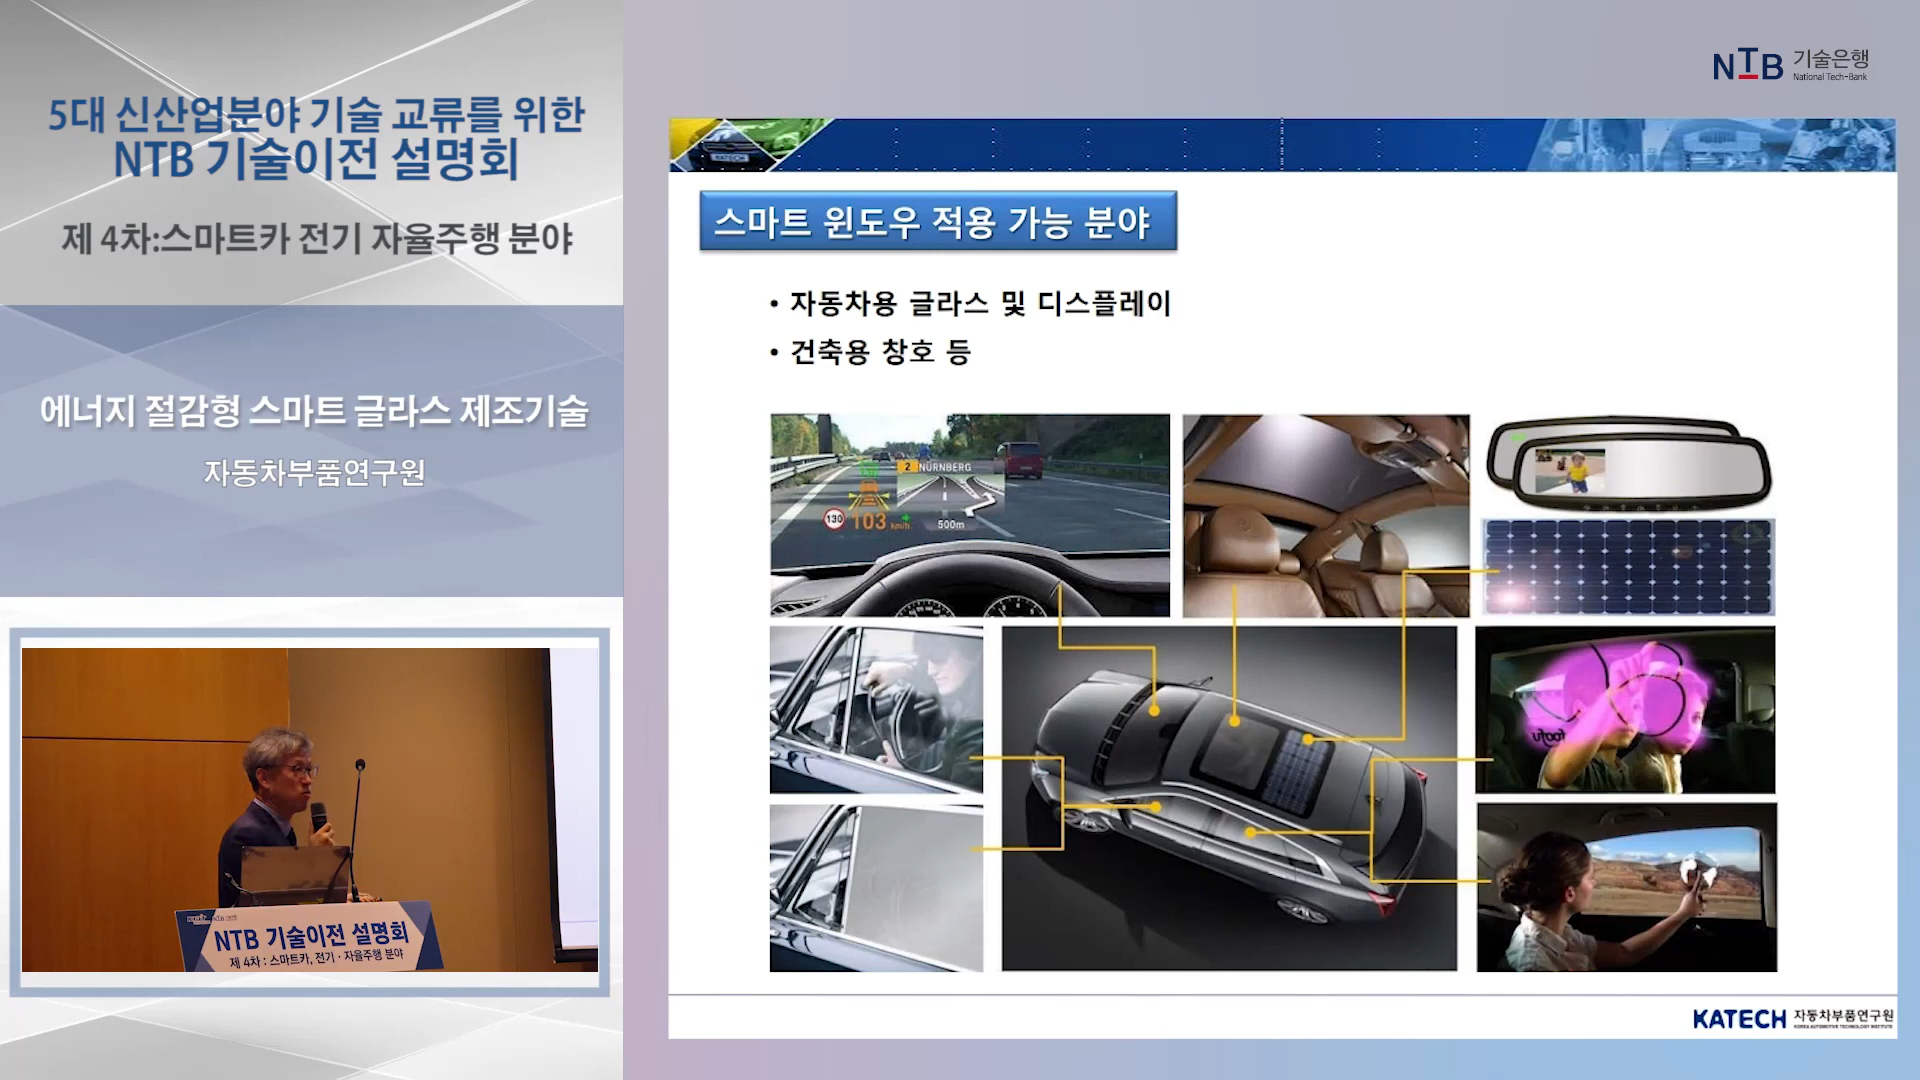 5대 신산업분야 기술 교류를 위한
NTB 기술이전 설명회
제 4차:스마트카 전기 자율주행 분야
에너지 절감형 스마트 글라스 제조기술
자동차부품연구원
NTB 기술이전 설명회
제 4차 : 스마트카, 전기·자율주행 분야
NTB 기술은행
National Tech-Bank
KATECH
스마트 윈도우 적용 가능 분야
• 자동차용 글라스 및 디스플레이
• 건축용 창호 등
2 NÜRNBERG
130 103 km/h 500m
KATECH 자동차부품연구원
KOREA AUTOMOTIVE TECHNOLOGY INSTITUTE